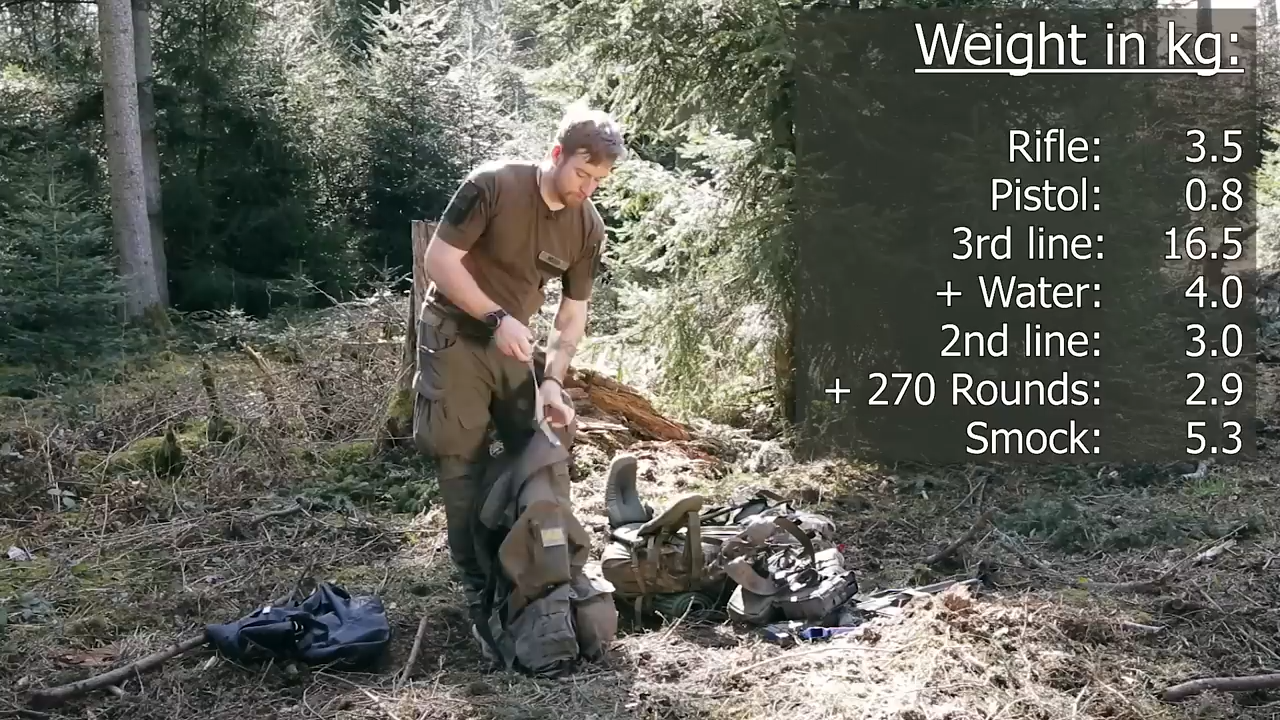 Weight in kg:
Rifle: 3.5
Pistol: 0.8
3rd line: 16.5
+ Water: 4.0
2nd line: 3.0
+ 270 Rounds: 2.9
Smock: 5.3